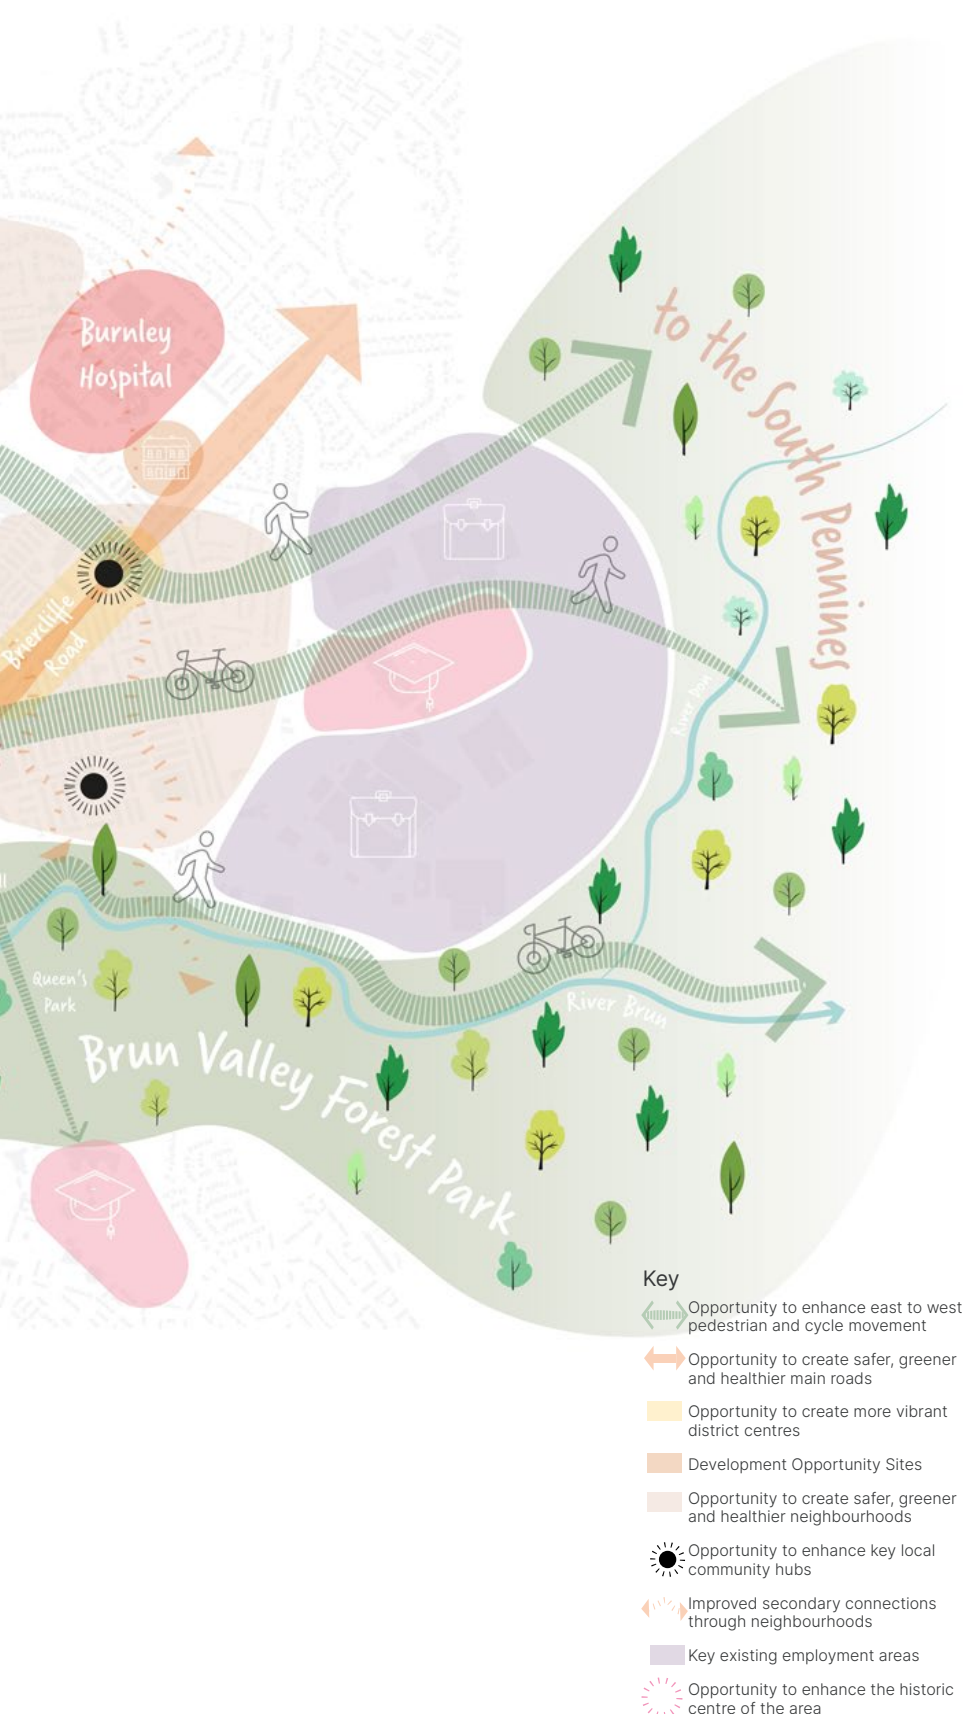 Burnley
Hospital
to the South Pennines
Briercliffe
Road
River Don
Queen's
Park
River Brun
Brun Valley Forest Park
Key
Opportunity to enhance east to west
pedestrian and cycle movement
Opportunity to create safer, greener
and healthier main roads
Opportunity to create more vibrant
district centres
Development Opportunity Sites
Opportunity to create safer, greener
and healthier neighbourhoods
Opportunity to enhance key local
community hubs
Improved secondary connections
through neighbourhoods
Key existing employment areas
Opportunity to enhance the historic
centre of the area